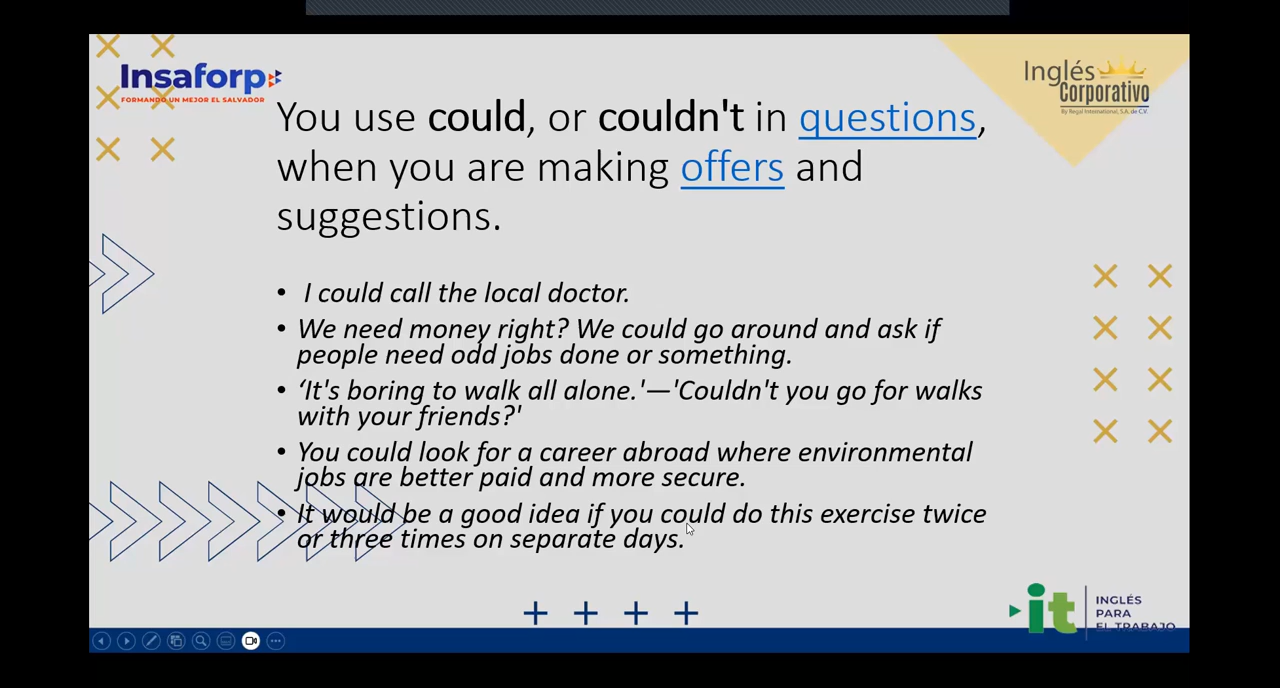 Insaforp
FORMANDO UN MEJOR EL SALVADOR
Inglés
Corporativo
By Regal International, S.A. de C.V.
You use could, or couldn't in questions,
when you are making offers and
suggestions.
• I could call the local doctor.
• We need money right? We could go around and ask if
people need odd jobs done or something.
• ‘It's boring to walk all alone.'—'Couldn't you go for walks
with your friends?'
• You could look for a career abroad where environmental
jobs are better paid and more secure.
• It would be a good idea if you could do this exercise twice
or three times on separate days.
it
INGLÉS
PARA
EL TRABAJO